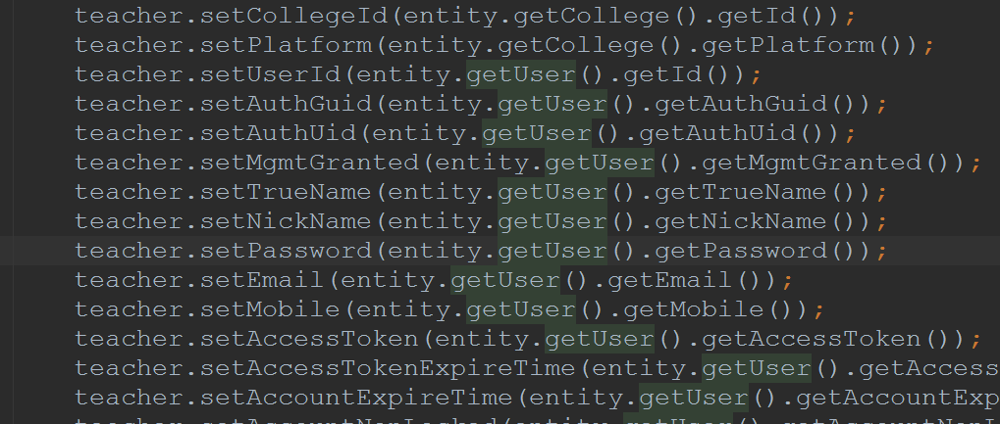 teacher.setCollegeId(entity.getCollege().getId());
teacher.setPlatform(entity.getCollege().getPlatform());
teacher.setUserId(entity.getUser().getId());
teacher.setAuthGuid(entity.getUser().getAuthGuid());
teacher.setAuthUid(entity.getUser().getAuthUid());
teacher.setMgmtGranted(entity.getUser().getMgmtGranted());
teacher.setTrueName(entity.getUser().getTrueName());
teacher.setNickName(entity.getUser().getNickName());
teacher.setPassword(entity.getUser().getPassword());
teacher.setEmail(entity.getUser().getEmail());
teacher.setMobile(entity.getUser().getMobile());
teacher.setAccessToken(entity.getUser().getAccessToken());
teacher.setAccessTokenExpireTime(entity.getUser().getAccess
teacher.setAccountExpireTime(entity.getUser().getAccountExp